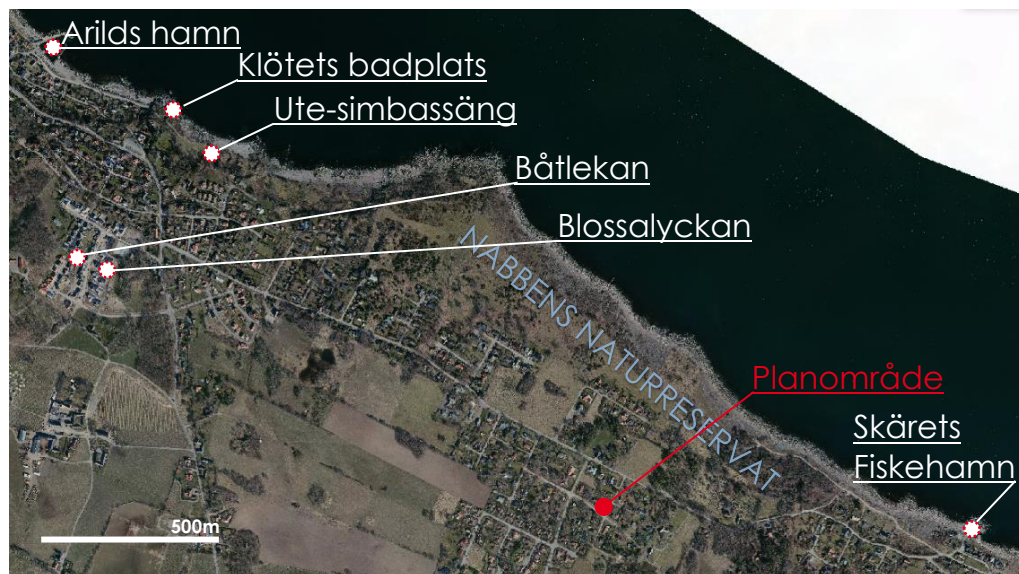 Arilds hamn
Klötets badplats
Ute-simbassäng
Båtlekan
Blossalyckan
NABBENS NATURRESERVAT
Planområde
Skärets
Fiskehamn
500m